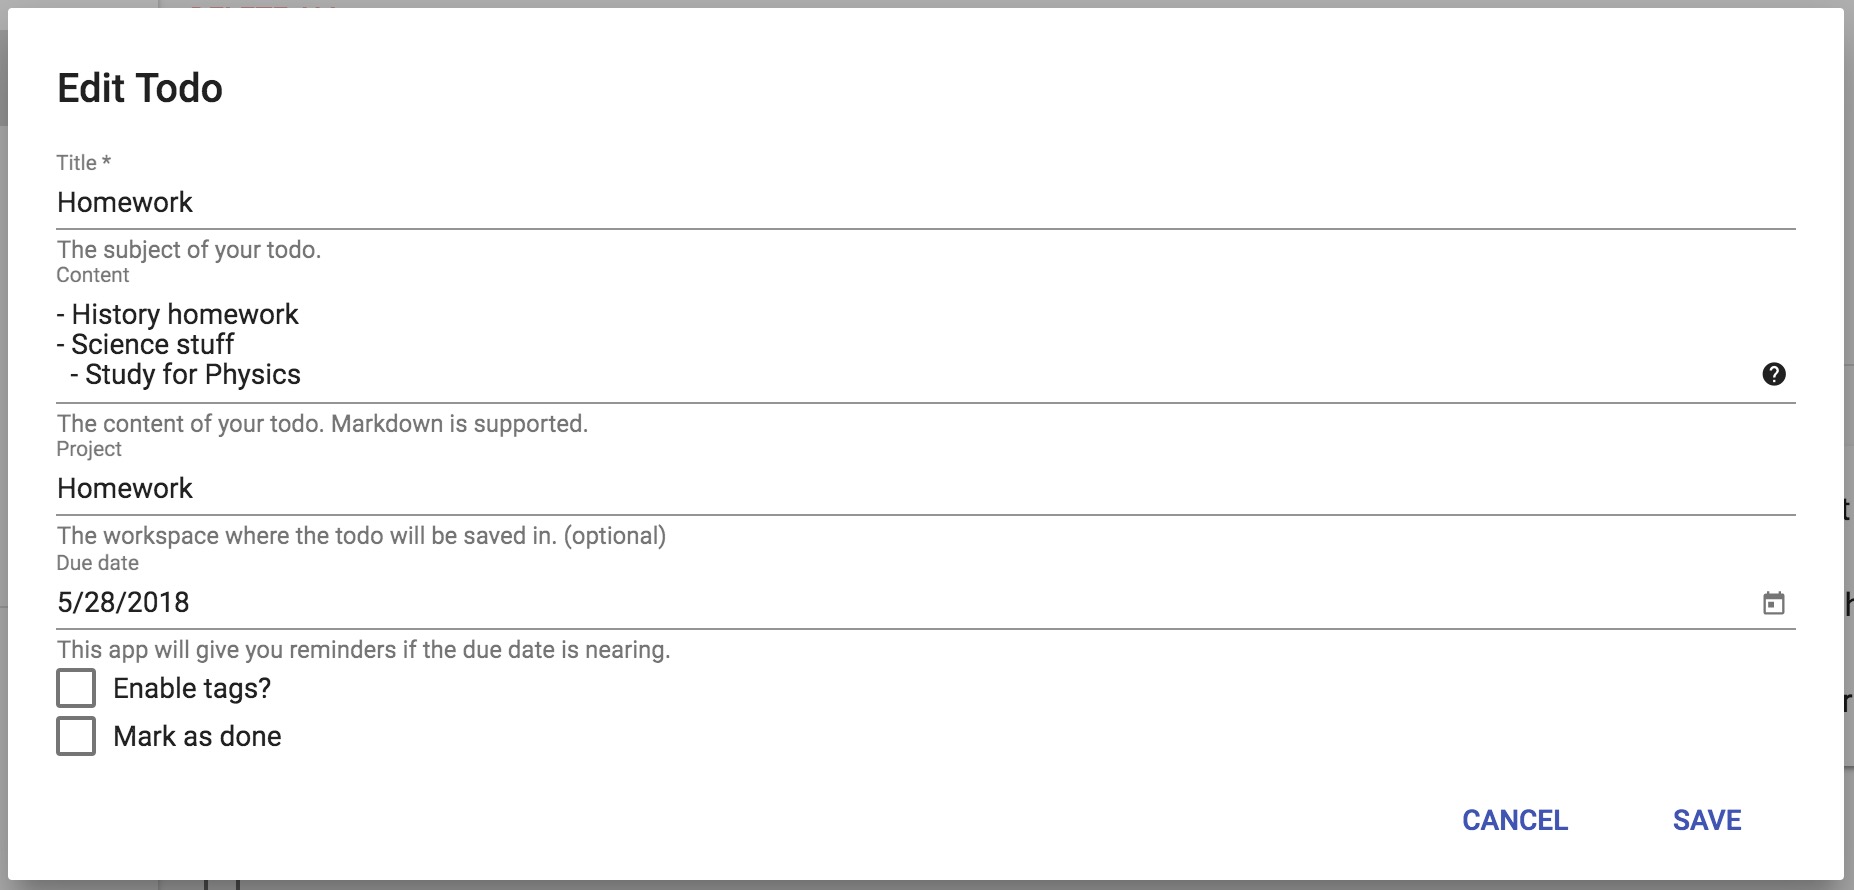 Edit Todo
Title *
Homework
The subject of your todo.
Content
- History homework
- Science stuff
- Study for Physics
The content of your todo. Markdown is supported.
Project
Homework
The workspace where the todo will be saved in. (optional)
Due date
5/28/2018
This app will give you reminders if the due date is nearing.
Enable tags?
Mark as done
CANCEL SAVE